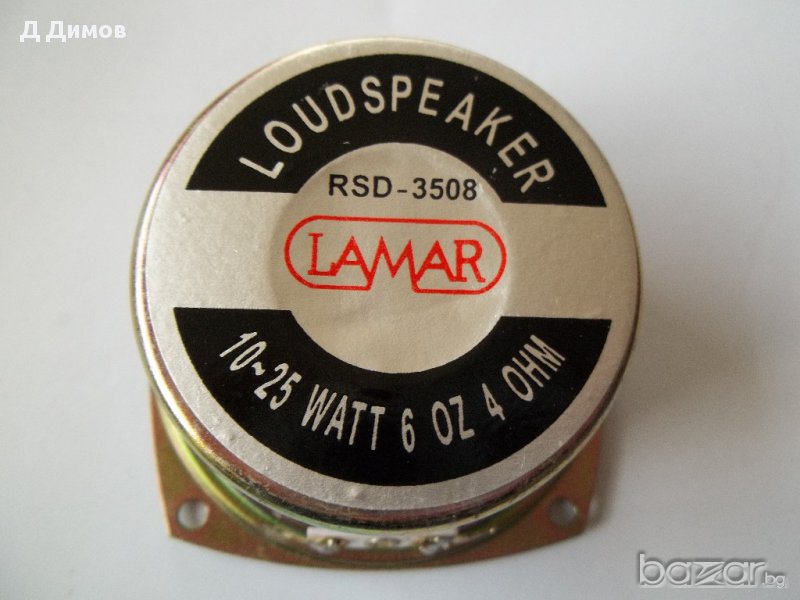 Д Димов
LOUDSPEAKER
RSD-3508
LAMAR
10~25 WATT 6 OZ 4 OHM
bazar.bg